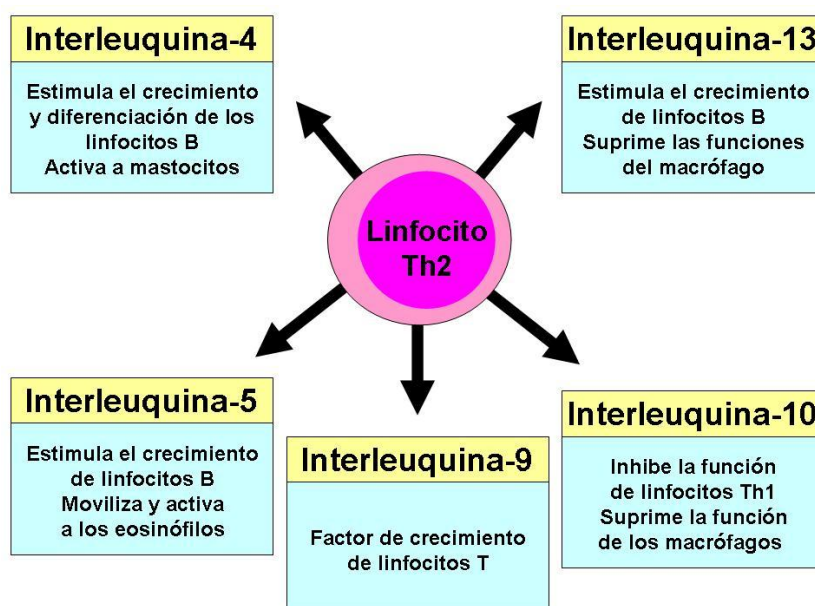 Interleuquina-4
Estimula el crecimiento
y diferenciación de los
linfocitos B
Activa a mastocitos
Interleuquina-13
Estimula el crecimiento
de linfocitos B
Suprime las funciones
del macrófago
Linfocito
Th2
Interleuquina-5
Estimula el crecimiento
de linfocitos B
Moviliza y activa
a los eosinófilos
Interleuquina-9
Factor de crecimiento
de linfocitos T
Interleuquina-10
Inhibe la función
de linfocitos Th1
Suprime la función
de los macrófagos